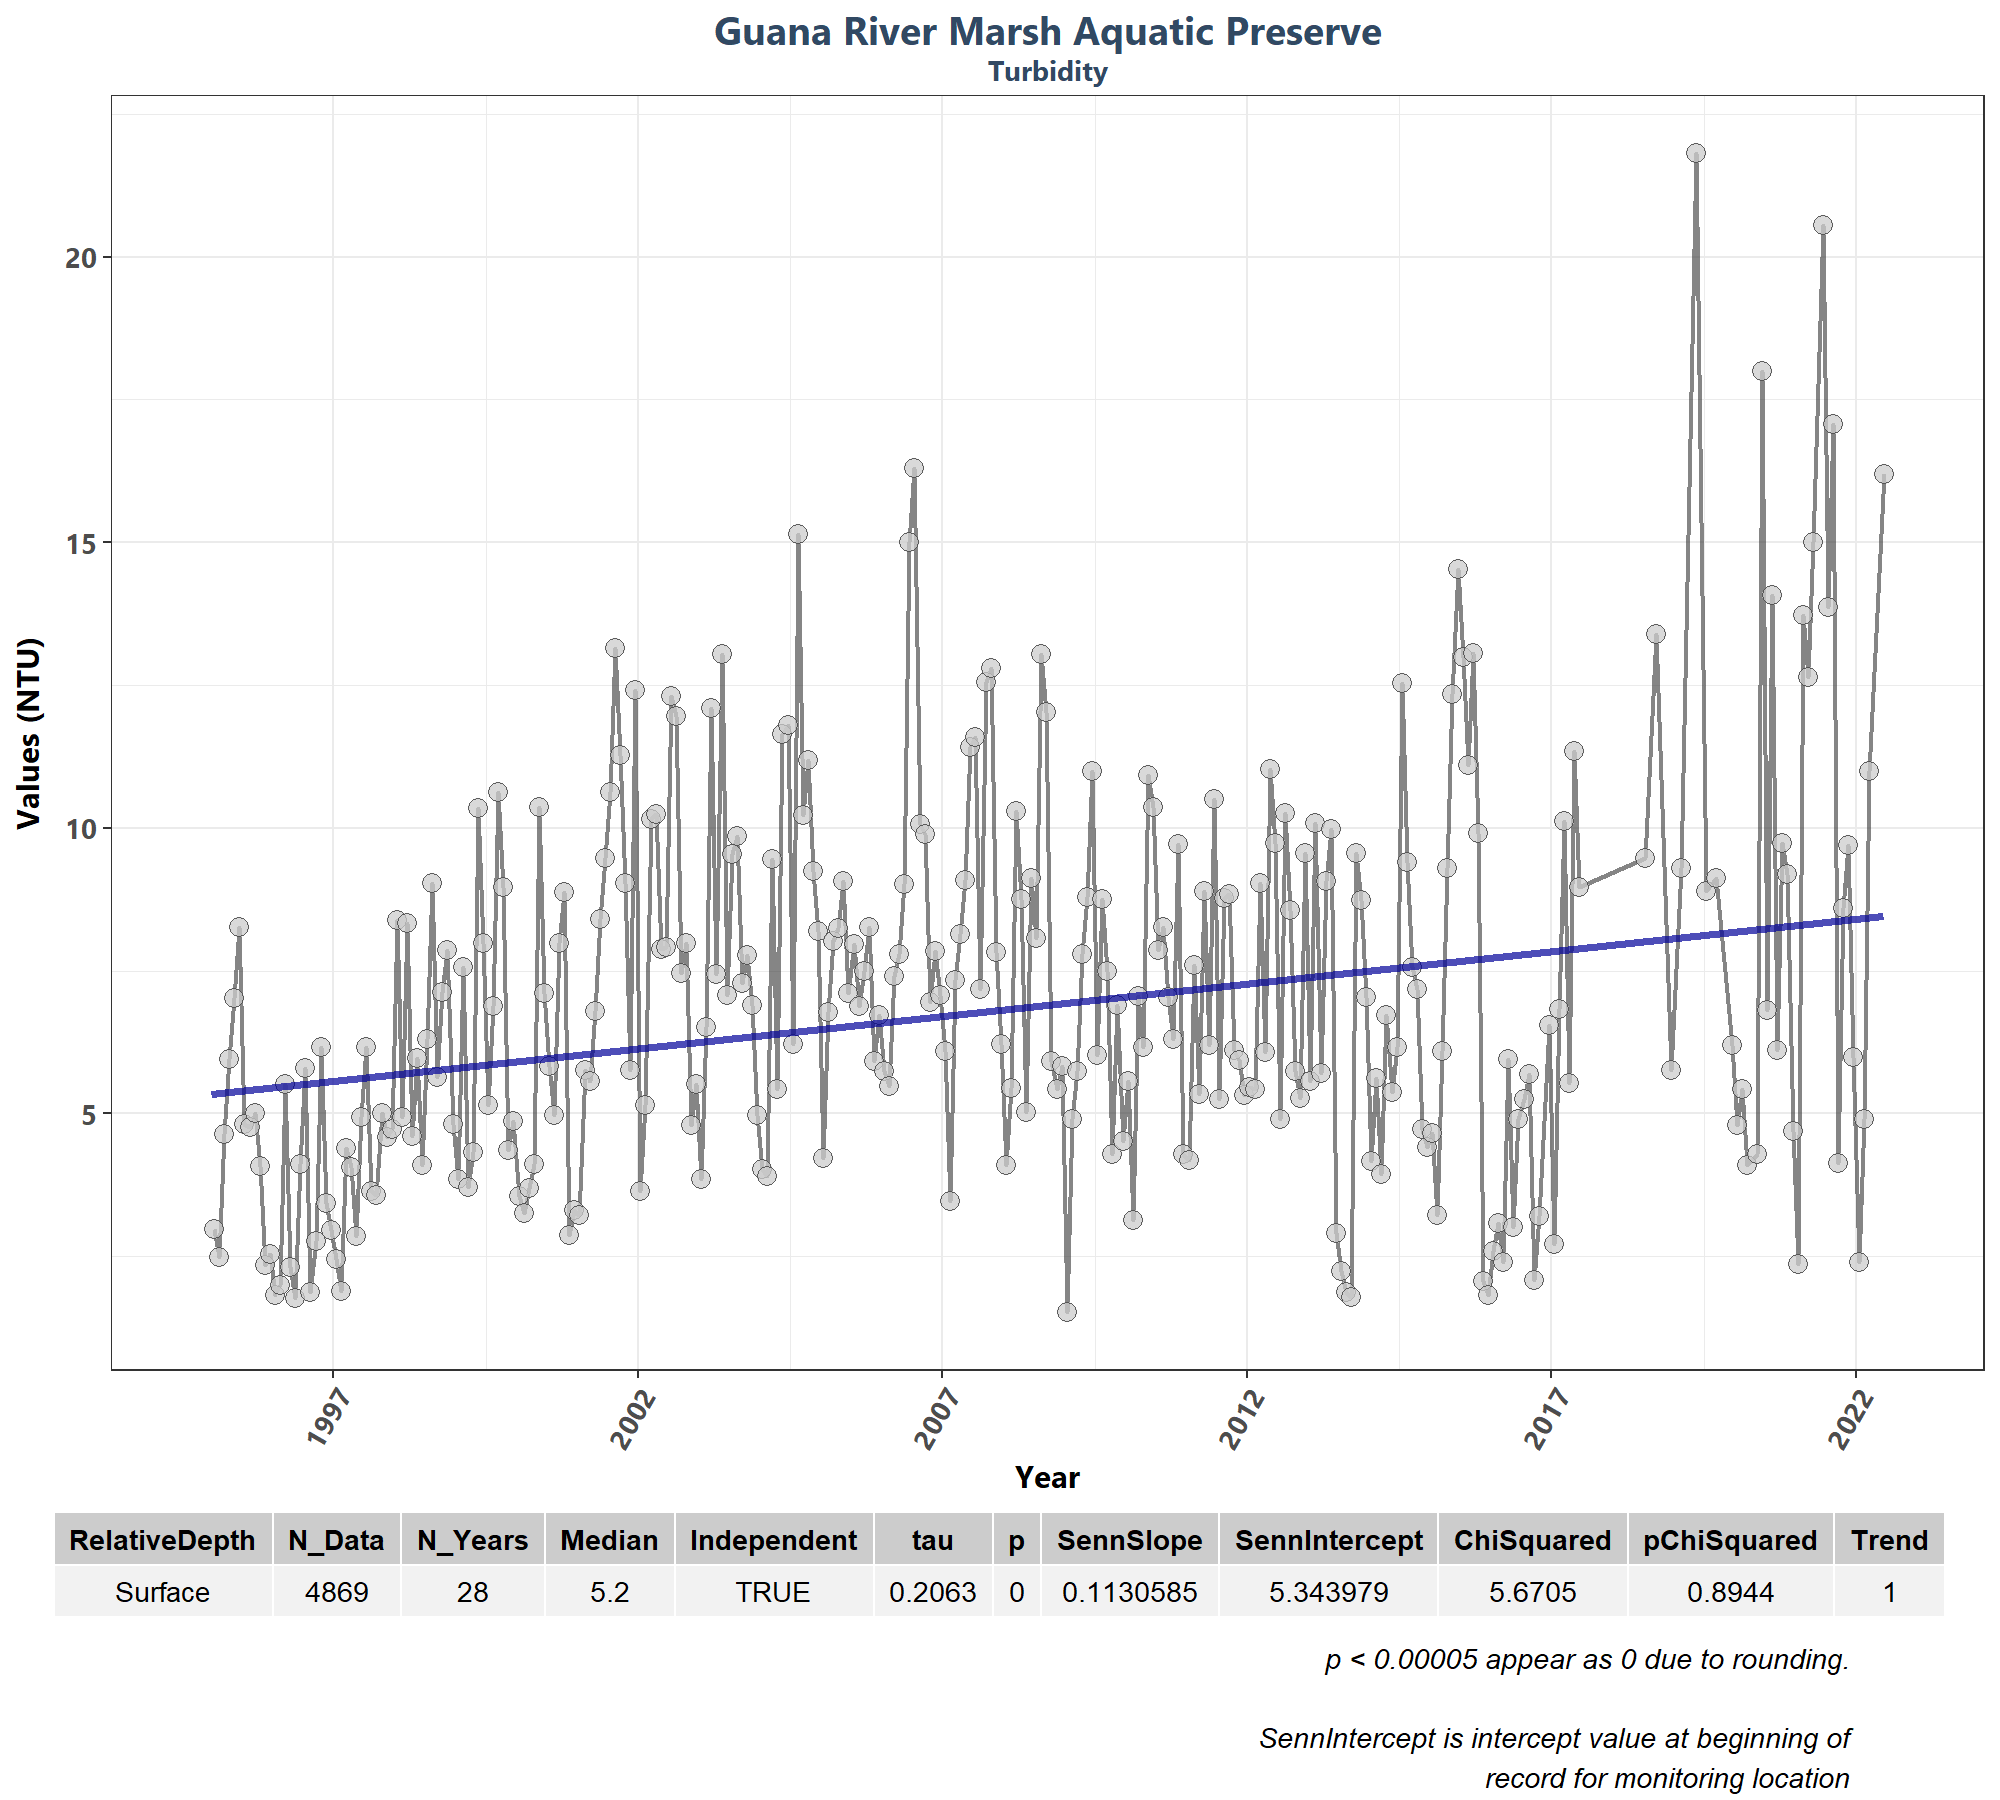 Guana River Marsh Aquatic Preserve
Turbidity
Values (NTU)
20
15
10
5
1997
2002
2007
2012
2017
2022
Year
RelativeDepth N_Data N_Years Median Independent tau p SennSlope SennIntercept ChiSquared pChiSquared Trend
Surface 4869 28 5.2 TRUE 0.2063 0 0.1130585 5.343979 5.6705 0.8944 1
p < 0.00005 appear as 0 due to rounding.
SennIntercept is intercept value at beginning of
record for monitoring location